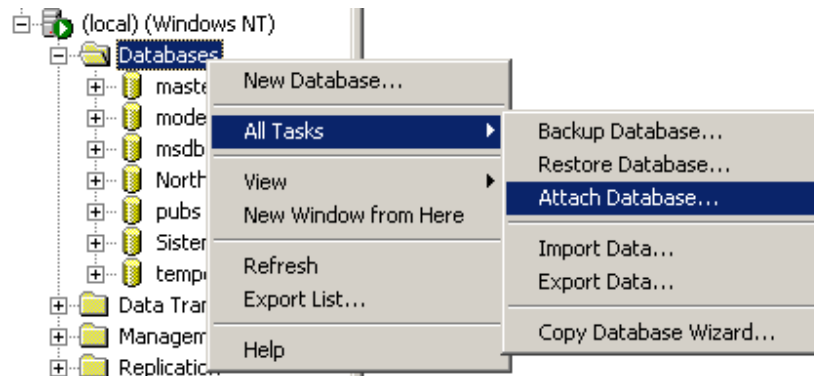 (local) (Windows NT)
Databases
maste
mode
msdb
North
pubs
Sister
tempo
Data Tran
Managem
Replication
New Database...
All Tasks
View
New Window from Here
Refresh
Export List...
Help
Backup Database...
Restore Database...
Attach Database...
Import Data...
Export Data...
Copy Database Wizard...